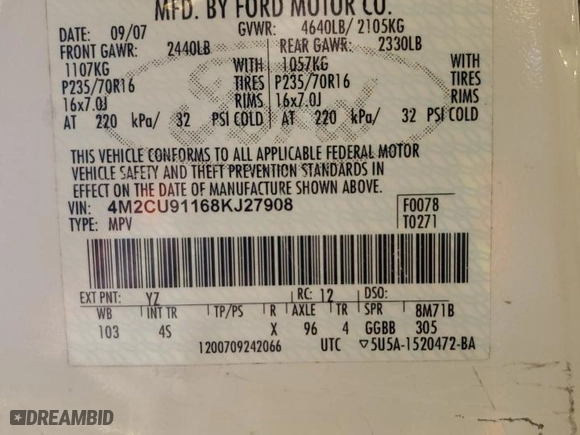 MFD. BY FORD MOTOR CO.
DATE: 09/07 GVWR: 4640LB/ 2105KG
FRONT GAWR: 2440LB REAR GAWR: 2330LB
1107KG WITH 1057KG WITH
P235/70R16 TIRES P235/70R16 TIRES
16x7.0J RIMS 16x7.0J RIMS
AT 220 kPa/ 32 PSI COLD AT 220 kPa/ 32 PSI COLD
Ford
THIS VEHICLE CONFORMS TO ALL APPLICABLE FEDERAL MOTOR
VEHICLE SAFETY AND THEFT PREVENTION STANDARDS IN
EFFECT ON THE DATE OF MANUFACTURE SHOWN ABOVE.
VIN: 4M2CU91168KJ27908 F0078
TYPE: MPV T0271
EXT PNT: YZ RC: 12 DSO:
WB INT TR TP/PS R AXLE TR SPR 8M71B
103 4S X 96 4 GGBB 305
1200709242066 UTC ▽5U5A-1520472-BA
DREAMBID